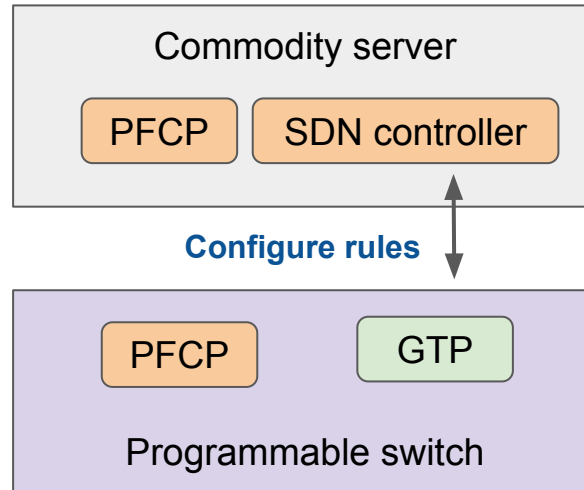 Commodity server
PFCP
SDN controller
Configure rules
PFCP
GTP
Programmable switch